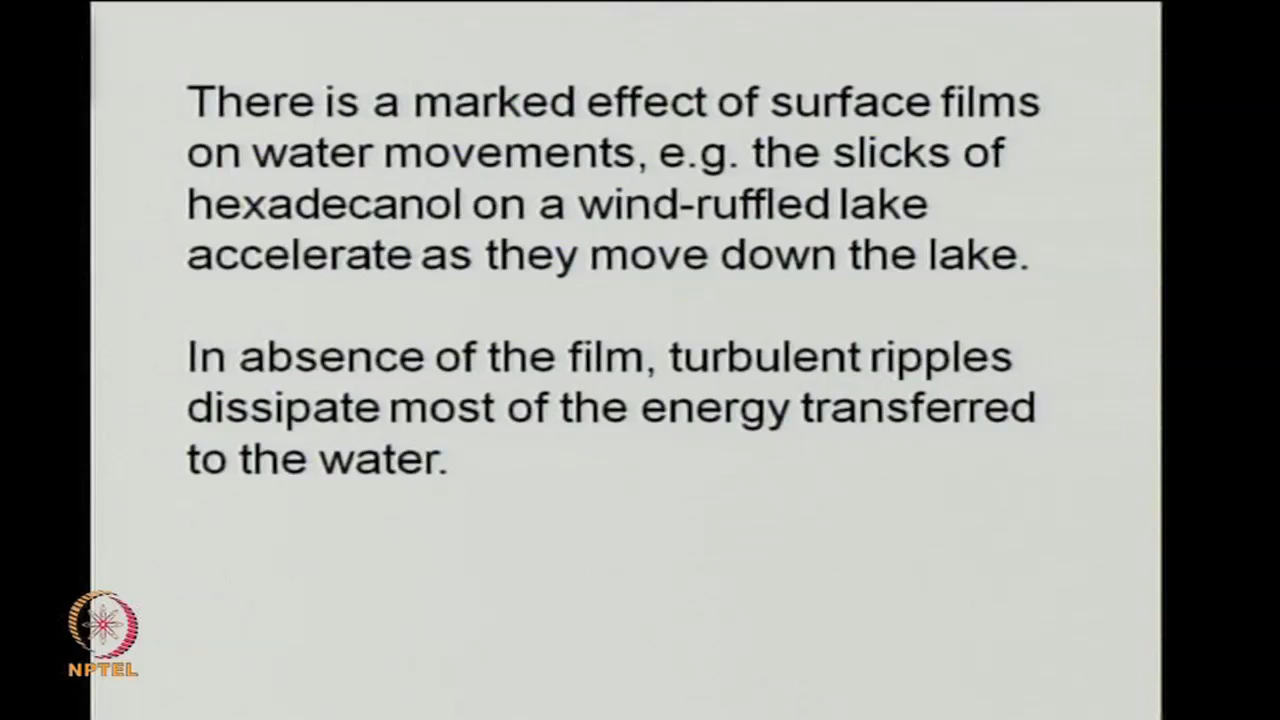 There is a marked effect of surface films
on water movements, e.g. the slicks of
hexadecanol on a wind-ruffled lake
accelerate as they move down the lake.
In absence of the film, turbulent ripples
dissipate most of the energy transferred
to the water.
NPTEL